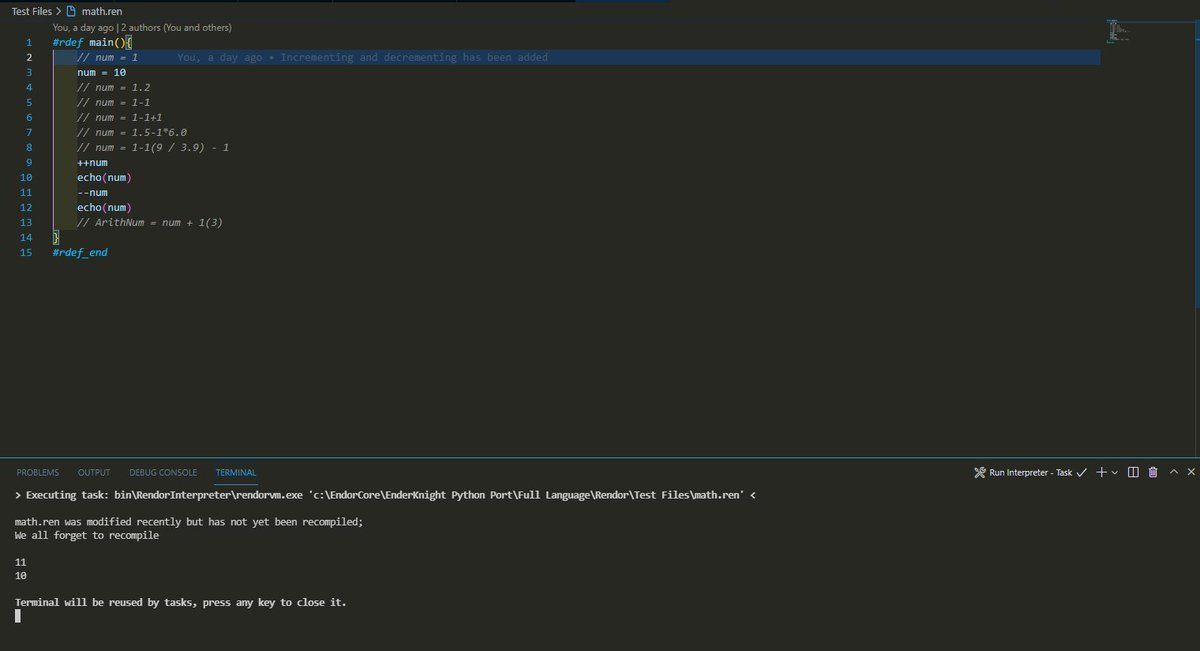 Test Files > math.ren
You, a day ago | 2 authors (You and others)
1 #rdef main(){
2 // num = 1 You, a day ago • Incrementing and decrementing has been added
3 num = 10
4 // num = 1.2
5 // num = 1-1
6 // num = 1-1+1
7 // num = 1.5-1*6.0
8 // num = 1-1(9 / 3.9) - 1
9 ++num
10 echo(num)
11 --num
12 echo(num)
13 // ArithNum = num + 1(3)
14 }
15 #rdef_end
PROBLEMS OUTPUT DEBUG CONSOLE TERMINAL Run Interpreter - Task
> Executing task: bin\RendorInterpreter\rendorvm.exe 'c:\EndorCore\EnderKnight Python Port\Full Language\Rendor\Test Files\math.ren' <
math.ren was modified recently but has not yet been recompiled;
We all forget to recompile
11
10
Terminal will be reused by tasks, press any key to close it.